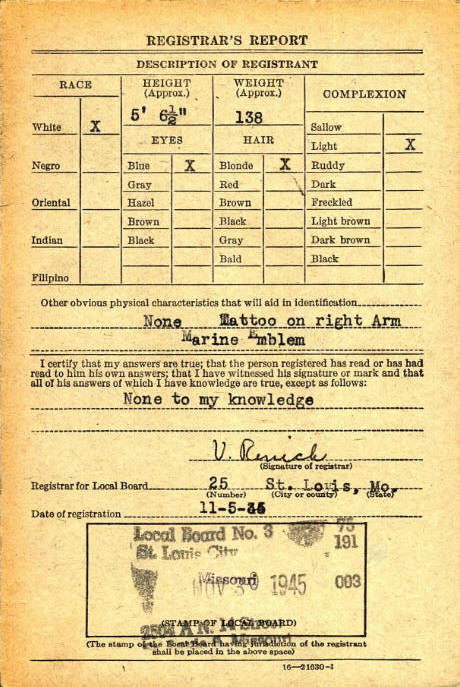 REGISTRAR'S REPORT
DESCRIPTION OF REGISTRANT
RACE
HEIGHT (Approx.)
WEIGHT (Approx.)
COMPLEXION
5' 6½"
138
EYES
HAIR
White X
Sallow
Light X
Negro
Blue X
Blonde X
Ruddy
Gray
Red
Dark
Oriental
Hazel
Brown
Freckled
Brown
Black
Light brown
Indian
Black
Gray
Dark brown
Bald
Black
Filipino
Other obvious physical characteristics that will aid in identification
None Tattoo on right Arm
Marine Emblem
I certify that my answers are true; that the person registered has read or has had
read to him his own answers; that I have witnessed his signature or mark and that
all of his answers of which I have knowledge are true, except as follows:
None to my knowledge
(Signature of registrar)
Registrar for Local Board 25 St. Louis, Mo.
(Number) (City or county) (State)
Date of registration 11-5-
Local Board No. 3 73
St. Louis City 191
Missouri
NOV 1945 003
(STAMP OF LOCAL BOARD)
2504 A N. 14
Missouri
(The stamp of the Local Board having jurisdiction of the registrant
shall be placed in the above space)
16—21630-1